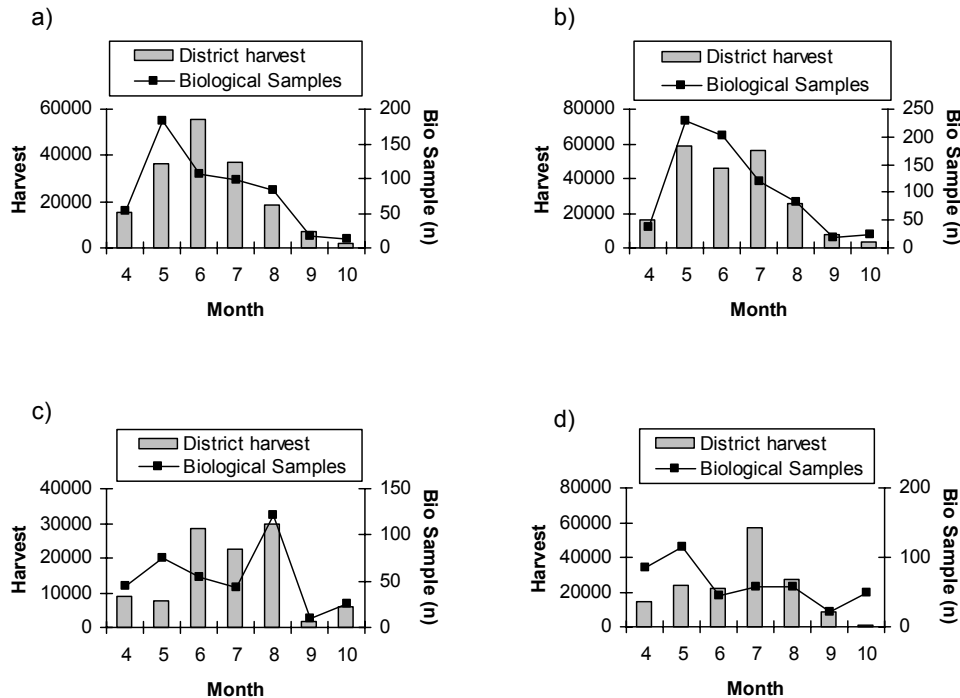 a)
District harvest
Biological Samples
60000
40000
20000
0
200
150
100
50
0
Harvest
Bio Sample (n)
4 5 6 7 8 9 10
Month
b)
District harvest
Biological Samples
80000
60000
40000
20000
0
250
200
150
100
50
0
Harvest
Bio Sample (n)
4 5 6 7 8 9 10
Month
c)
District harvest
Biological Samples
40000
30000
20000
10000
0
150
100
50
0
Harvest
Bio Sample (n)
4 5 6 7 8 9 10
Month
d)
District harvest
Biological Samples
80000
60000
40000
20000
0
200
100
0
Harvest
Bio Sample (n)
4 5 6 7 8 9 10
Month